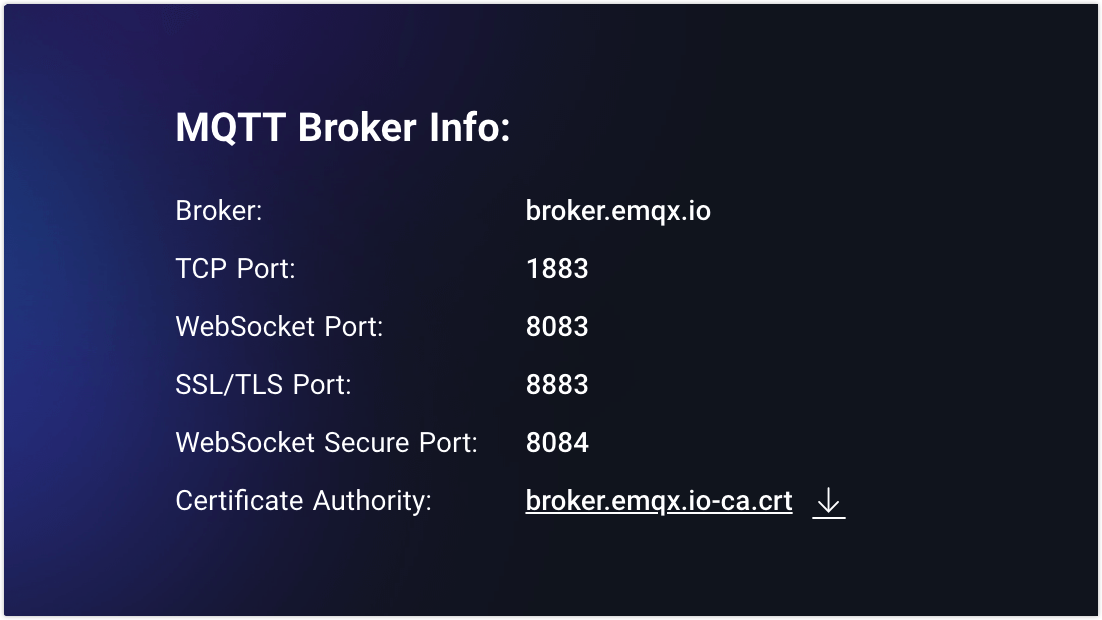 MQTT Broker Info:
Broker: broker.emqx.io
TCP Port: 1883
WebSocket Port: 8083
SSL/TLS Port: 8883
WebSocket Secure Port: 8084
Certificate Authority: broker.emqx.io-ca.crt